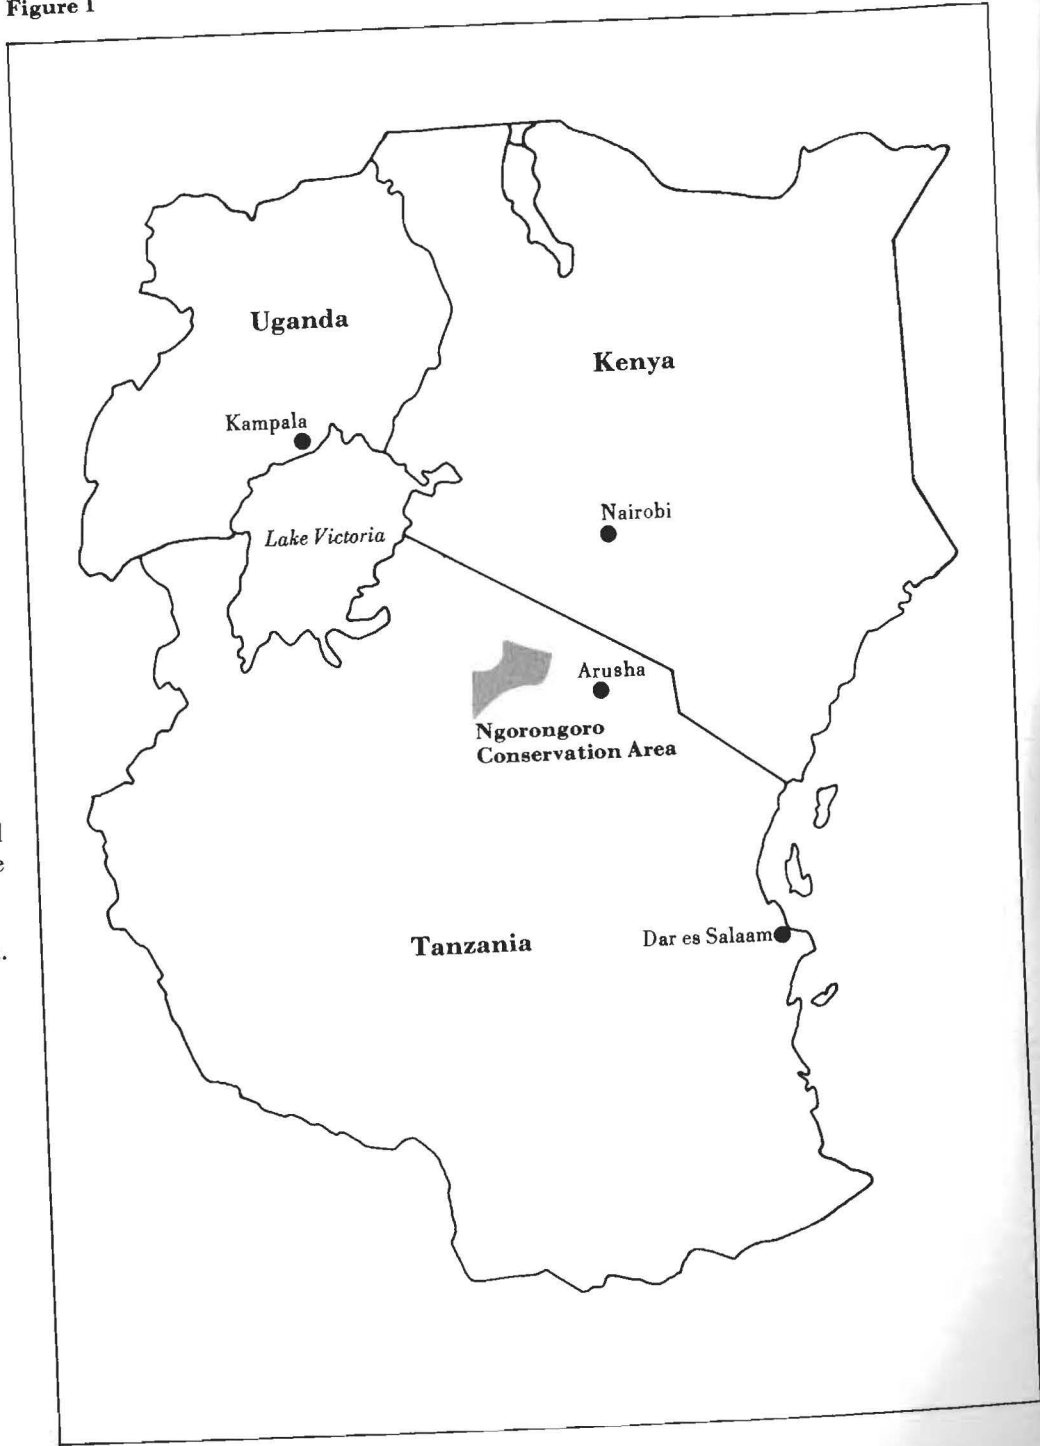 Figure 1
Uganda
Kenya
Kampala
Nairobi
Lake Victoria
Arusha
Ngorongoro
Conservation Area
Tanzania
Dar es Salaam